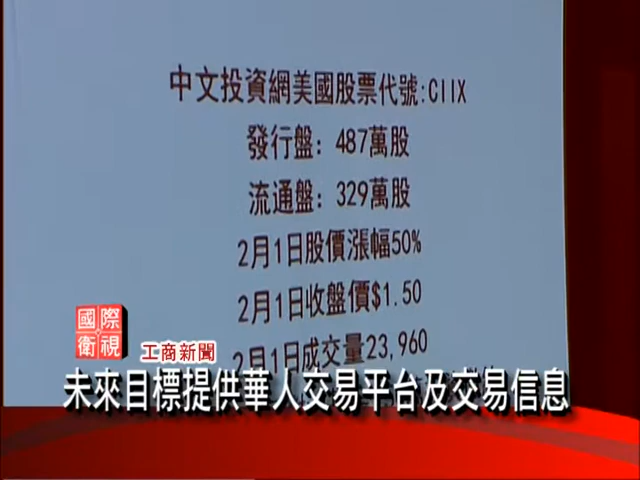 中文投資網美國股票代號:CIIX
發行盤: 487萬股
流通盤: 329萬股
2月1日股價漲幅50%
2月1日收盤價$1.50
2月1日成交量23,960
國際
衛視
工商新聞
未來目標提供華人交易平台及交易信息